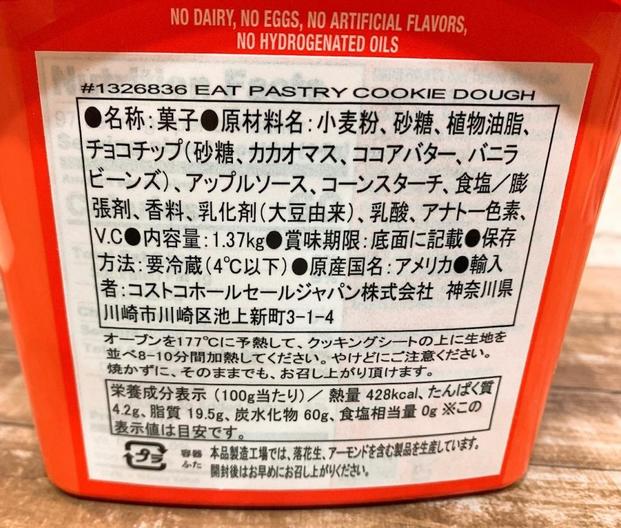 NO DAIRY, NO EGGS, NO ARTIFICIAL FLAVORS,
NO HYDROGENATED OILS
#1326836 EAT PASTRY COOKIE DOUGH
●名称:菓子●原材料名:小麦粉、砂糖、植物油脂、
チョコチップ(砂糖、カカオマス、ココアバター、バニラ
ビーンズ)、アップルソース、コーンスターチ、食塩/膨
張剤、香料、乳化剤(大豆由来)、乳酸、アナトー色素、
V.C●内容量:1.37kg●賞味期限:底面に記載●保存
方法:要冷蔵(4℃以下)●原産国名:アメリカ●輸入
者:コストコホールセールジャパン株式会社 神奈川県
川崎市川崎区池上新町3-1-4
オーブンを177℃に予熱して、クッキングシートの上に生地を
並べ8-10分間加熱してください。やけどにご注意ください。
焼かずに、そのままでも、お召し上がり頂けます。
栄養成分表示(100g当たり)/ 熱量 428kcal、たんぱく質
4.2g、脂質 19.5g、炭水化物 60g、食塩相当量 0g ※この
表示値は目安です。
プラ 容器 ふた 本品製造工場では、落花生、アーモンドを含む製品を生産しています。
開封後はお早めにお召し上がりください。